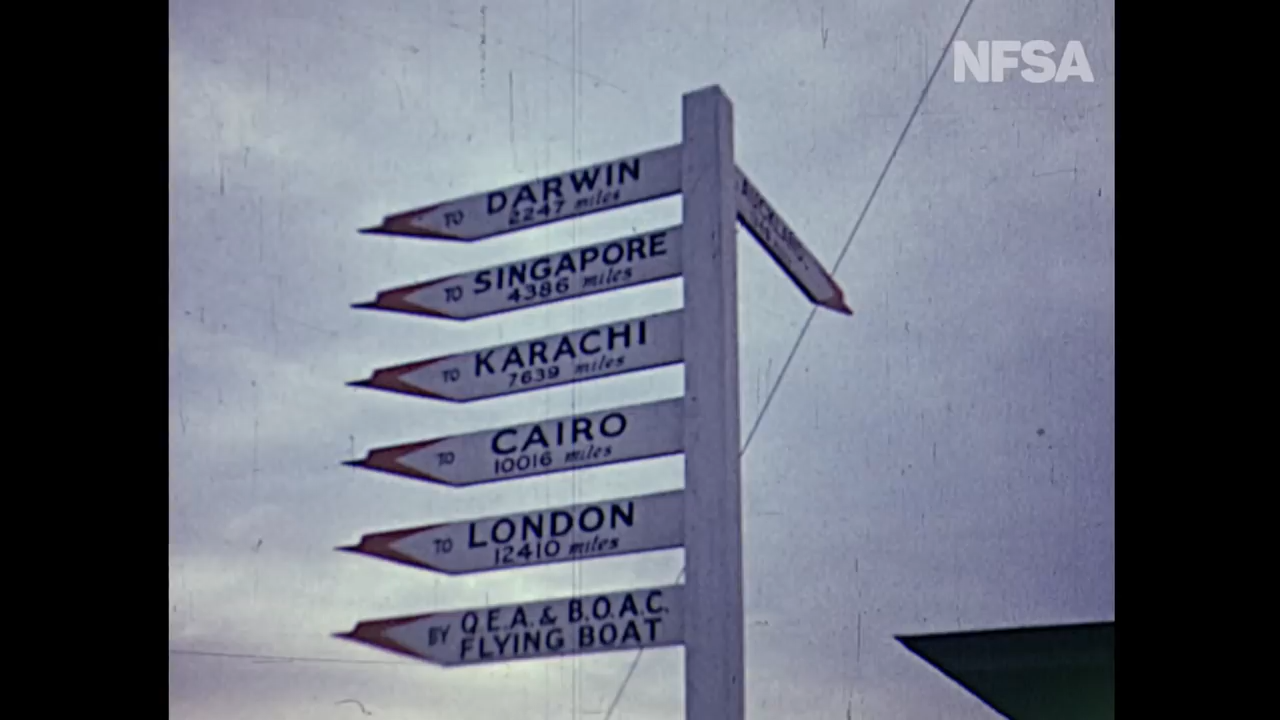 NFSA
TO DARWIN
2247 miles
AUCKLAND
TO SINGAPORE
4386 miles
TO KARACHI
7639 miles
TO CAIRO
10016 miles
TO LONDON
12410 miles
BY Q.E.A. & B.O.A.C.
FLYING BOAT